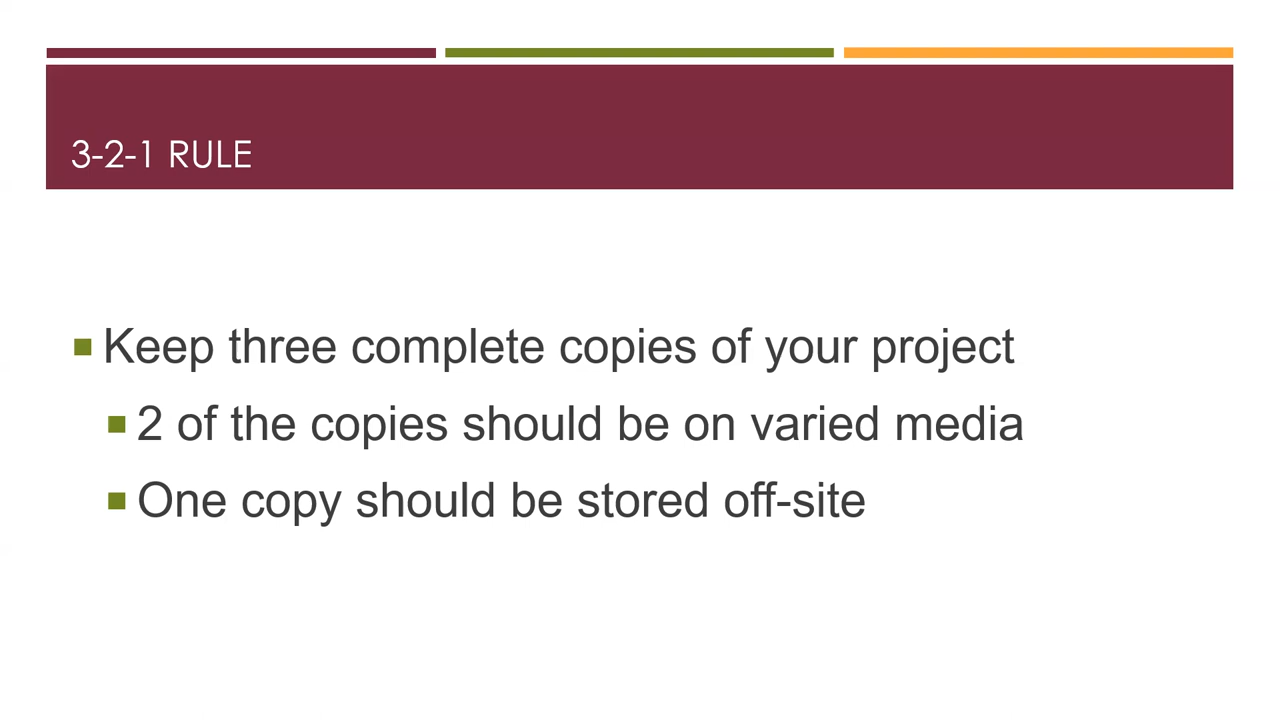 3-2-1 RULE
Keep three complete copies of your project
2 of the copies should be on varied media
One copy should be stored off-site